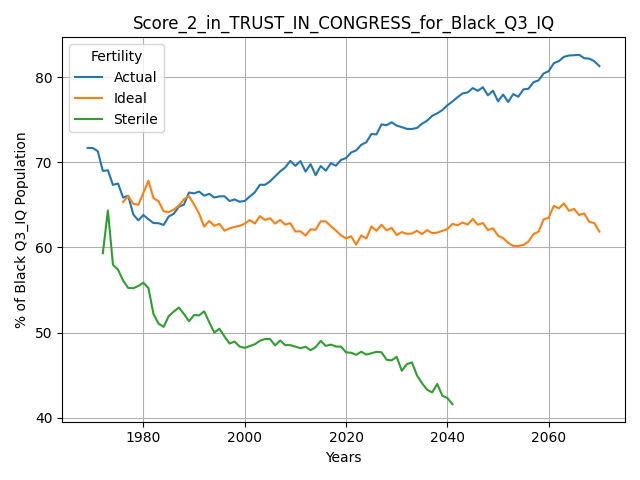 Score_2_in_TRUST_IN_CONGRESS_for_Black_Q3_IQ
Fertility
Actual
Ideal
Sterile
% of Black Q3_IQ Population
80
70
60
50
40
1980
2000
2020
2040
2060
Years